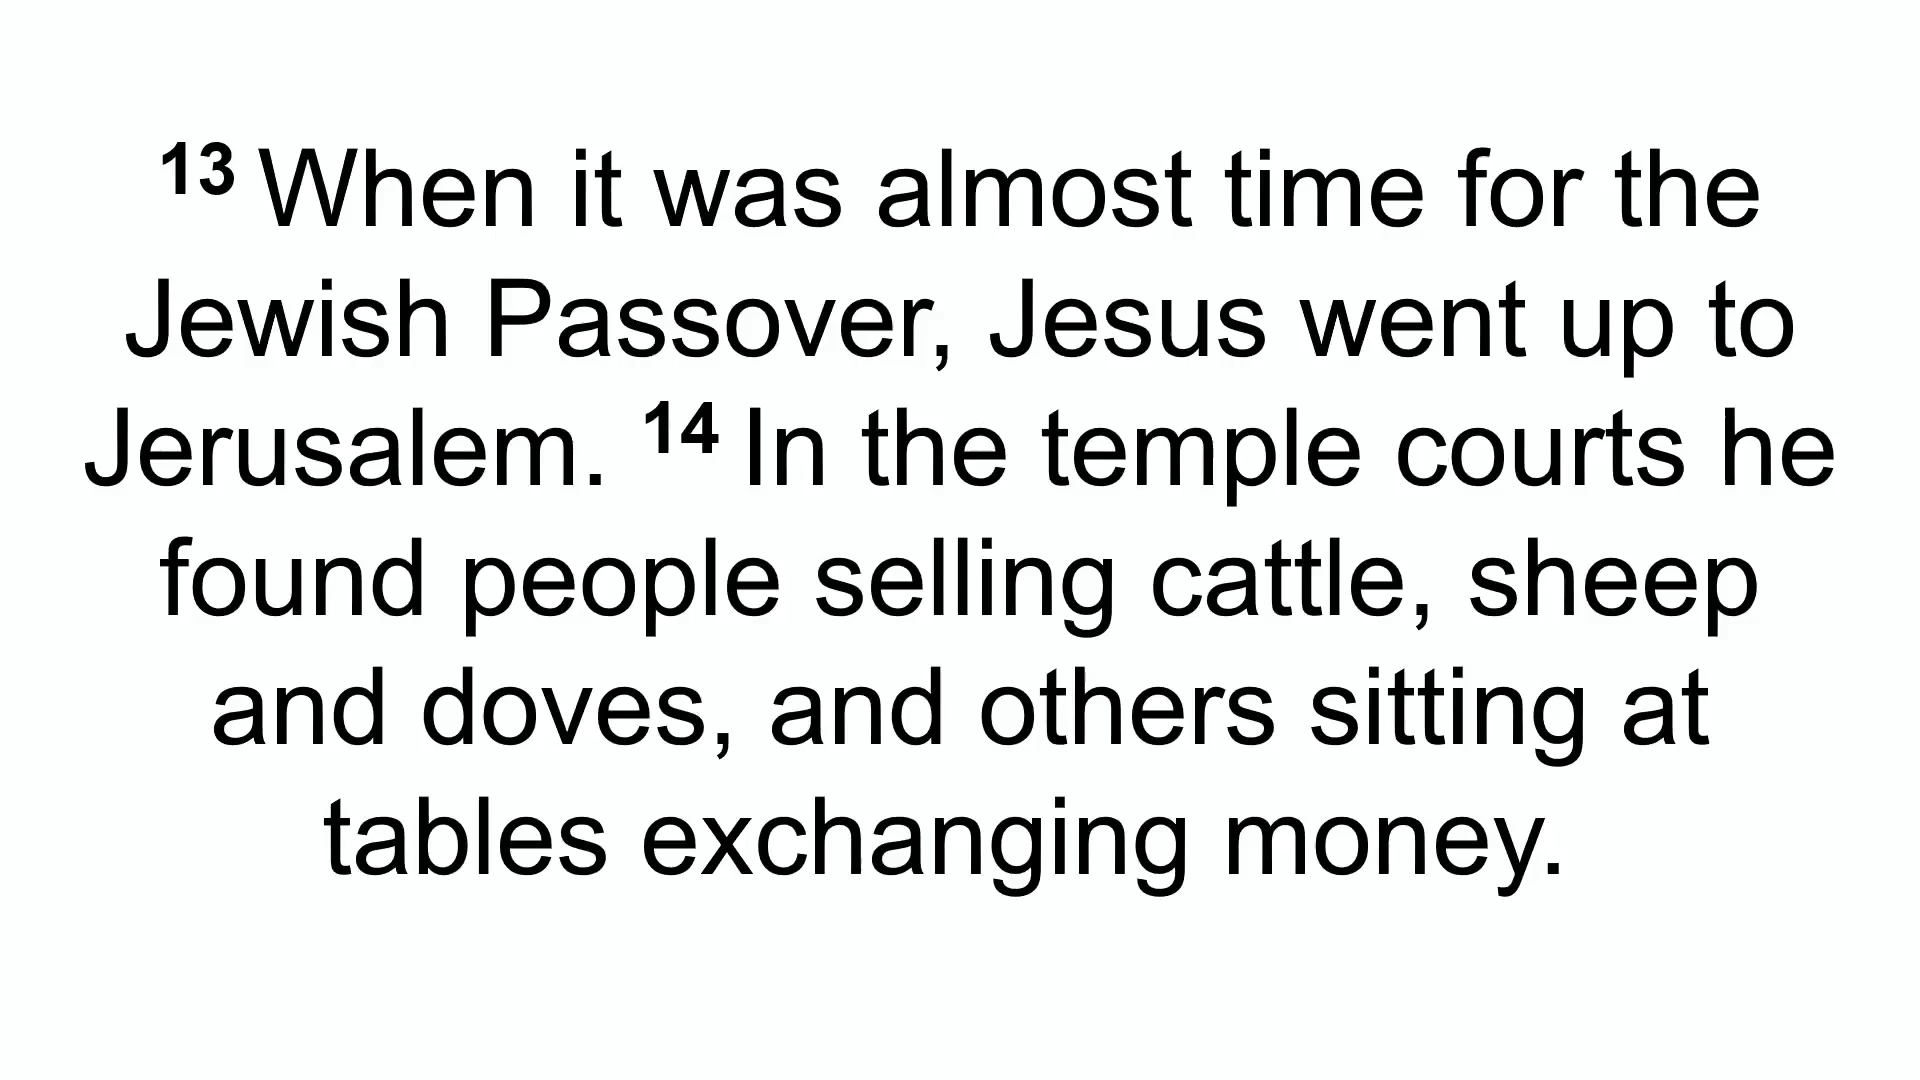 13 When it was almost time for the
Jewish Passover, Jesus went up to
Jerusalem. 14 In the temple courts he
found people selling cattle, sheep
and doves, and others sitting at
tables exchanging money.